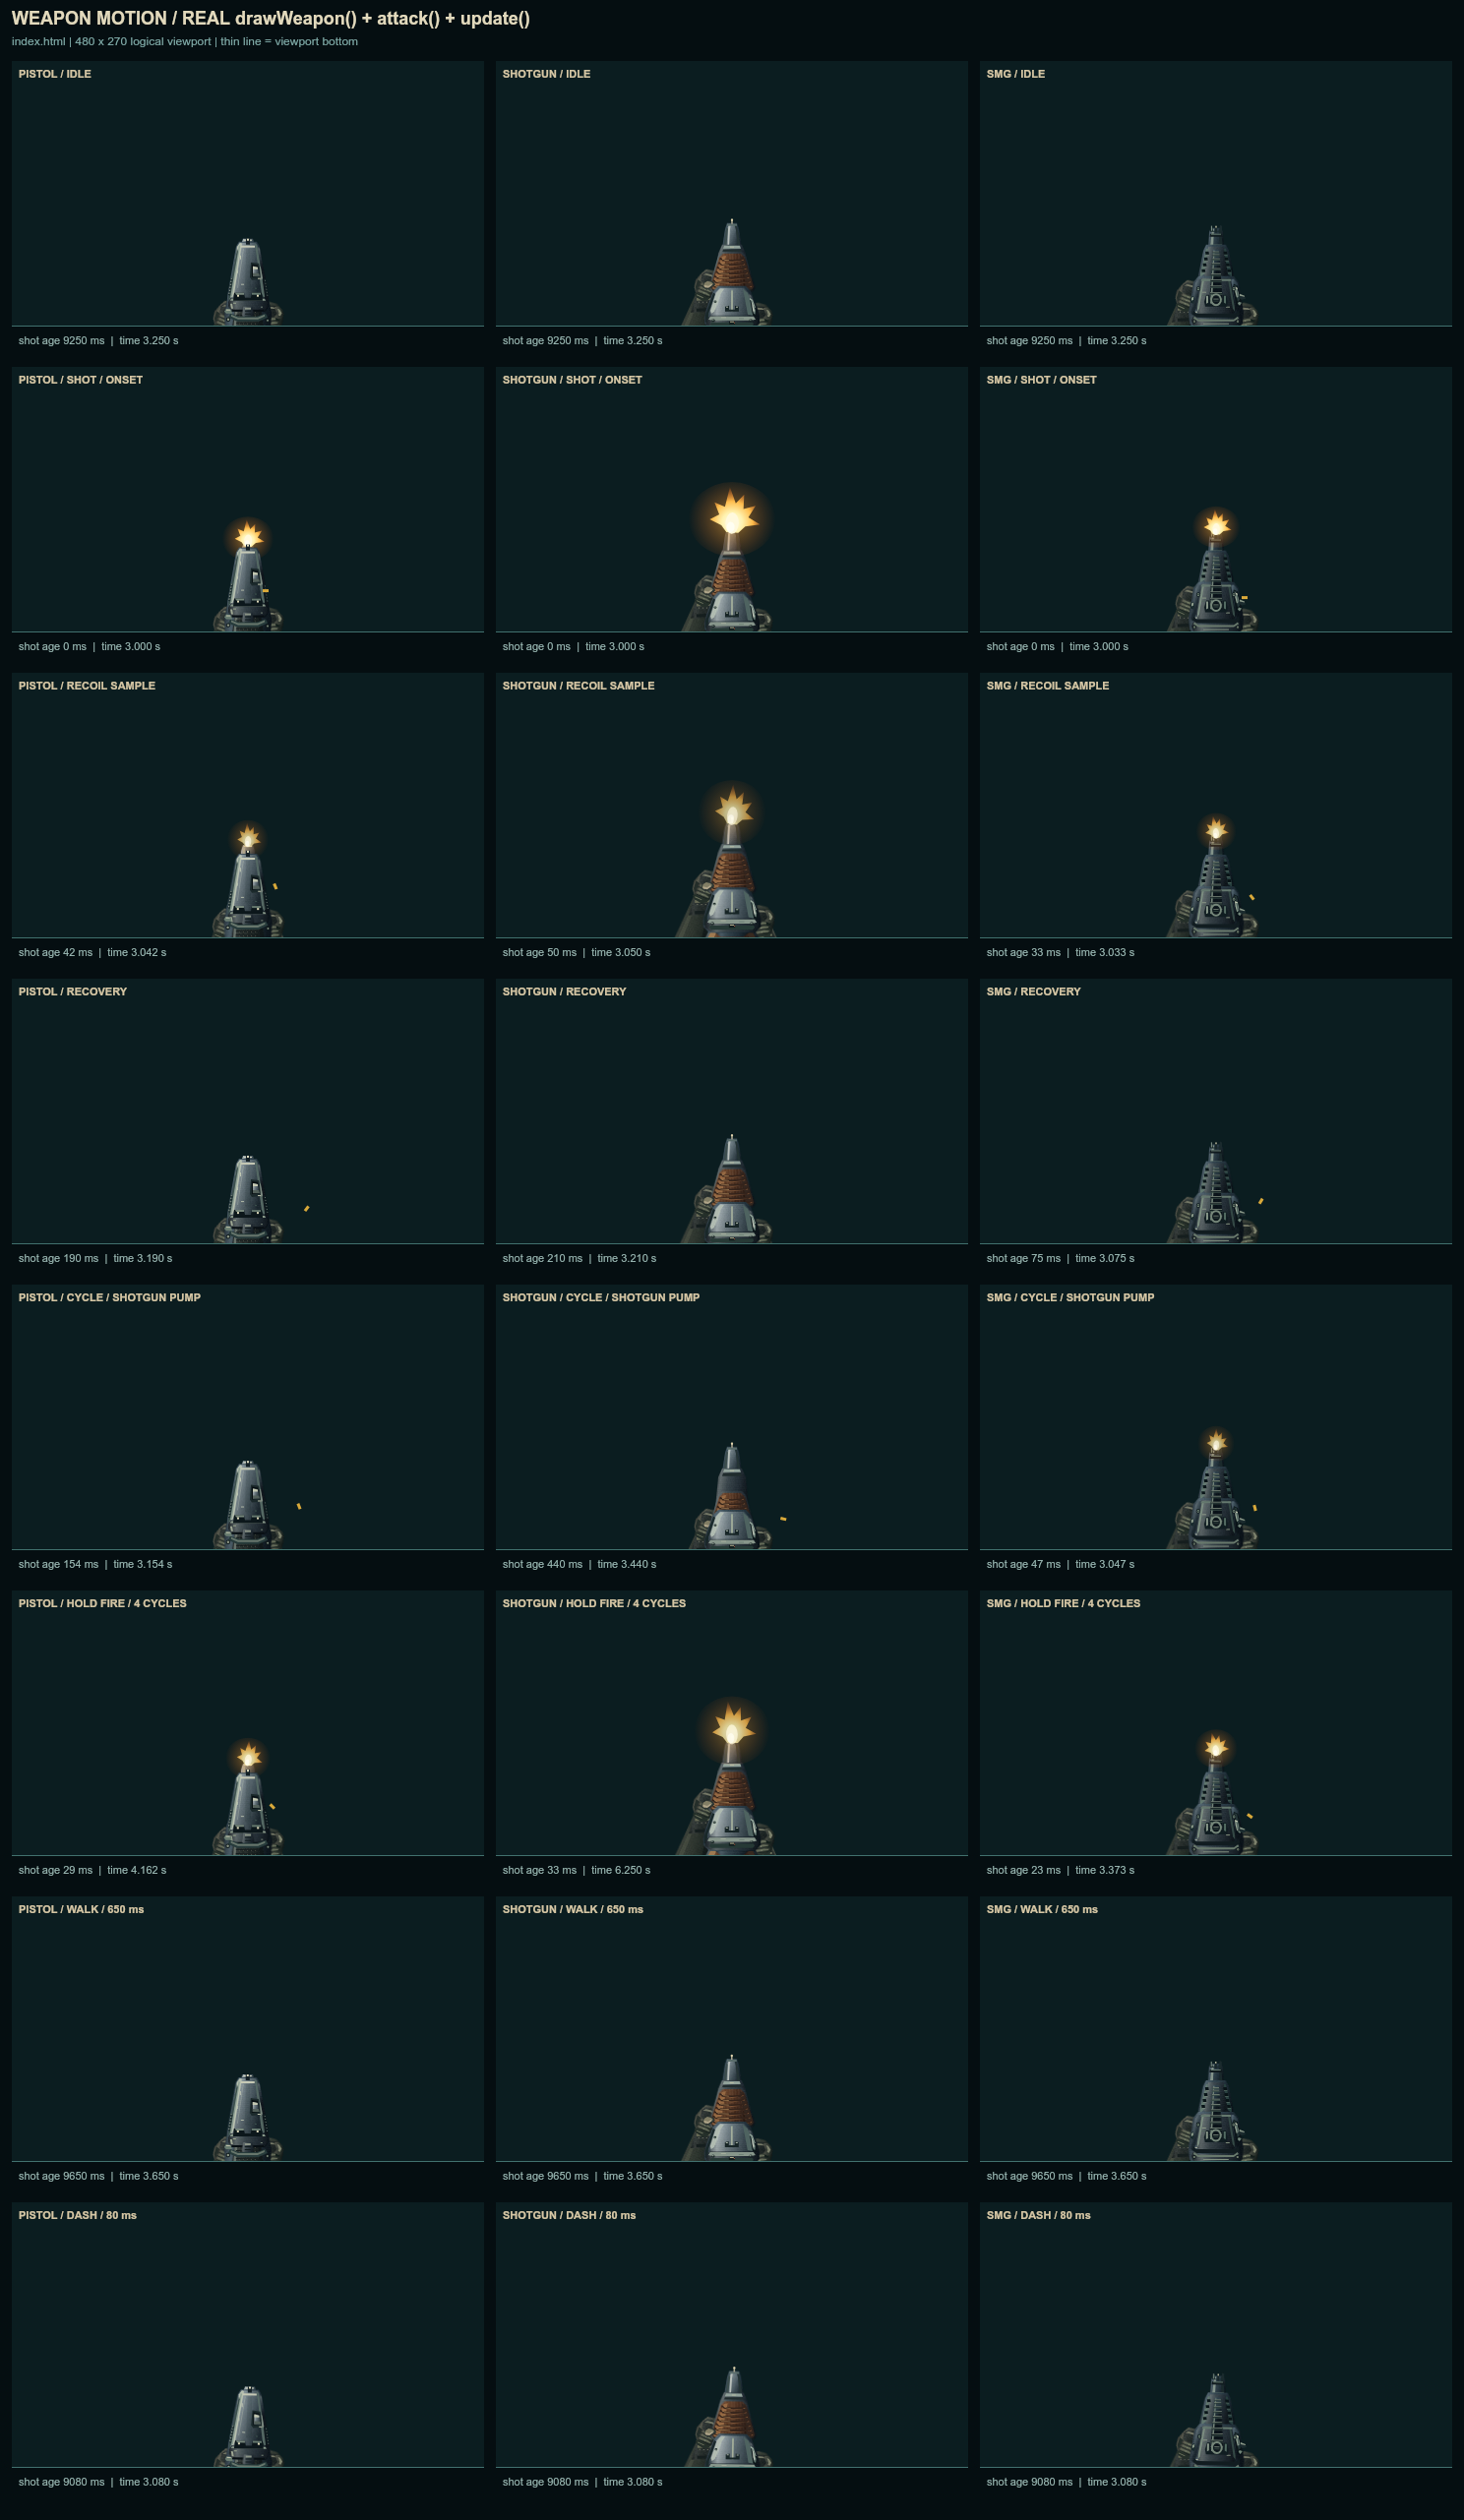 WEAPON MOTION / REAL drawWeapon() + attack() + update()
index.html | 480 x 270 logical viewport | thin line = viewport bottom
PISTOL / IDLE
SHOTGUN / IDLE
SMG / IDLE
shot age 9250 ms | time 3.250 s
shot age 9250 ms | time 3.250 s
shot age 9250 ms | time 3.250 s
PISTOL / SHOT / ONSET
SHOTGUN / SHOT / ONSET
SMG / SHOT / ONSET
shot age 0 ms | time 3.000 s
shot age 0 ms | time 3.000 s
shot age 0 ms | time 3.000 s
PISTOL / RECOIL SAMPLE
SHOTGUN / RECOIL SAMPLE
SMG / RECOIL SAMPLE
shot age 42 ms | time 3.042 s
shot age 50 ms | time 3.050 s
shot age 33 ms | time 3.033 s
PISTOL / RECOVERY
SHOTGUN / RECOVERY
SMG / RECOVERY
shot age 190 ms | time 3.190 s
shot age 210 ms | time 3.210 s
shot age 75 ms | time 3.075 s
PISTOL / CYCLE / SHOTGUN PUMP
SHOTGUN / CYCLE / SHOTGUN PUMP
SMG / CYCLE / SHOTGUN PUMP
shot age 154 ms | time 3.154 s
shot age 440 ms | time 3.440 s
shot age 47 ms | time 3.047 s
PISTOL / HOLD FIRE / 4 CYCLES
SHOTGUN / HOLD FIRE / 4 CYCLES
SMG / HOLD FIRE / 4 CYCLES
shot age 29 ms | time 4.162 s
shot age 33 ms | time 6.250 s
shot age 23 ms | time 3.373 s
PISTOL / WALK / 650 ms
SHOTGUN / WALK / 650 ms
SMG / WALK / 650 ms
shot age 9650 ms | time 3.650 s
shot age 9650 ms | time 3.650 s
shot age 9650 ms | time 3.650 s
PISTOL / DASH / 80 ms
SHOTGUN / DASH / 80 ms
SMG / DASH / 80 ms
shot age 9080 ms | time 3.080 s
shot age 9080 ms | time 3.080 s
shot age 9080 ms | time 3.080 s